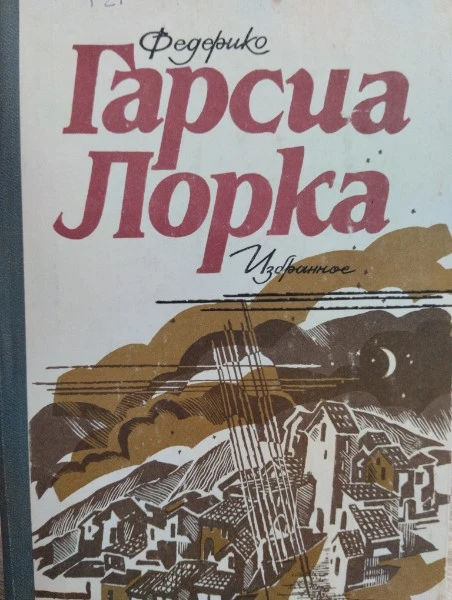 Федерико
Гарсиа
Лорка
Избранное